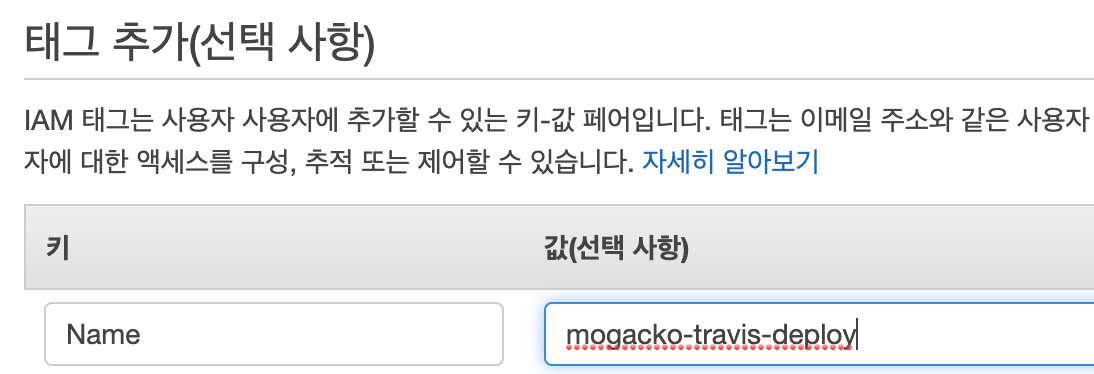 태그 추가(선택 사항)
IAM 태그는 사용자 사용자에 추가할 수 있는 키-값 페어입니다. 태그는 이메일 주소와 같은 사용자
자에 대한 액세스를 구성, 추적 또는 제어할 수 있습니다. 자세히 알아보기
키 값(선택 사항)
Name mogacko-travis-deploy